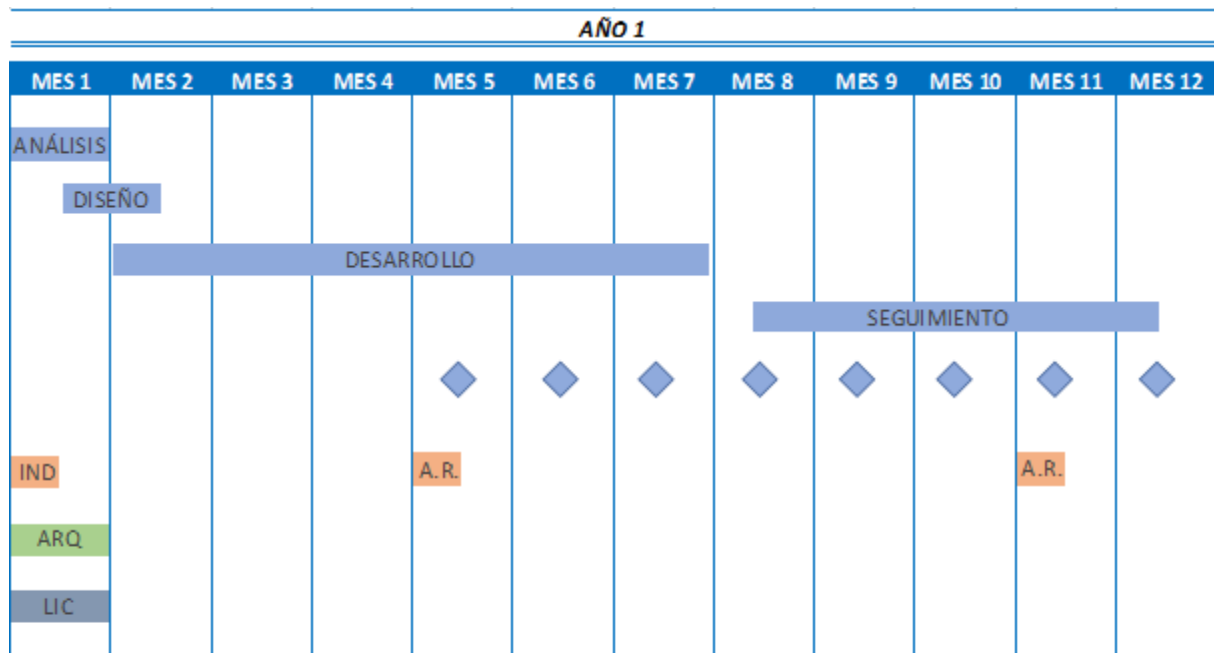 AÑO 1
MES 1 MES 2 MES 3 MES 4 MES 5 MES 6 MES 7 MES 8 MES 9 MES 10 MES 11 MES 12
ANÁLISIS
DISEÑO
DESARROLLO
SEGUIMIENTO
IND A.R. A.R.
ARQ
LIC